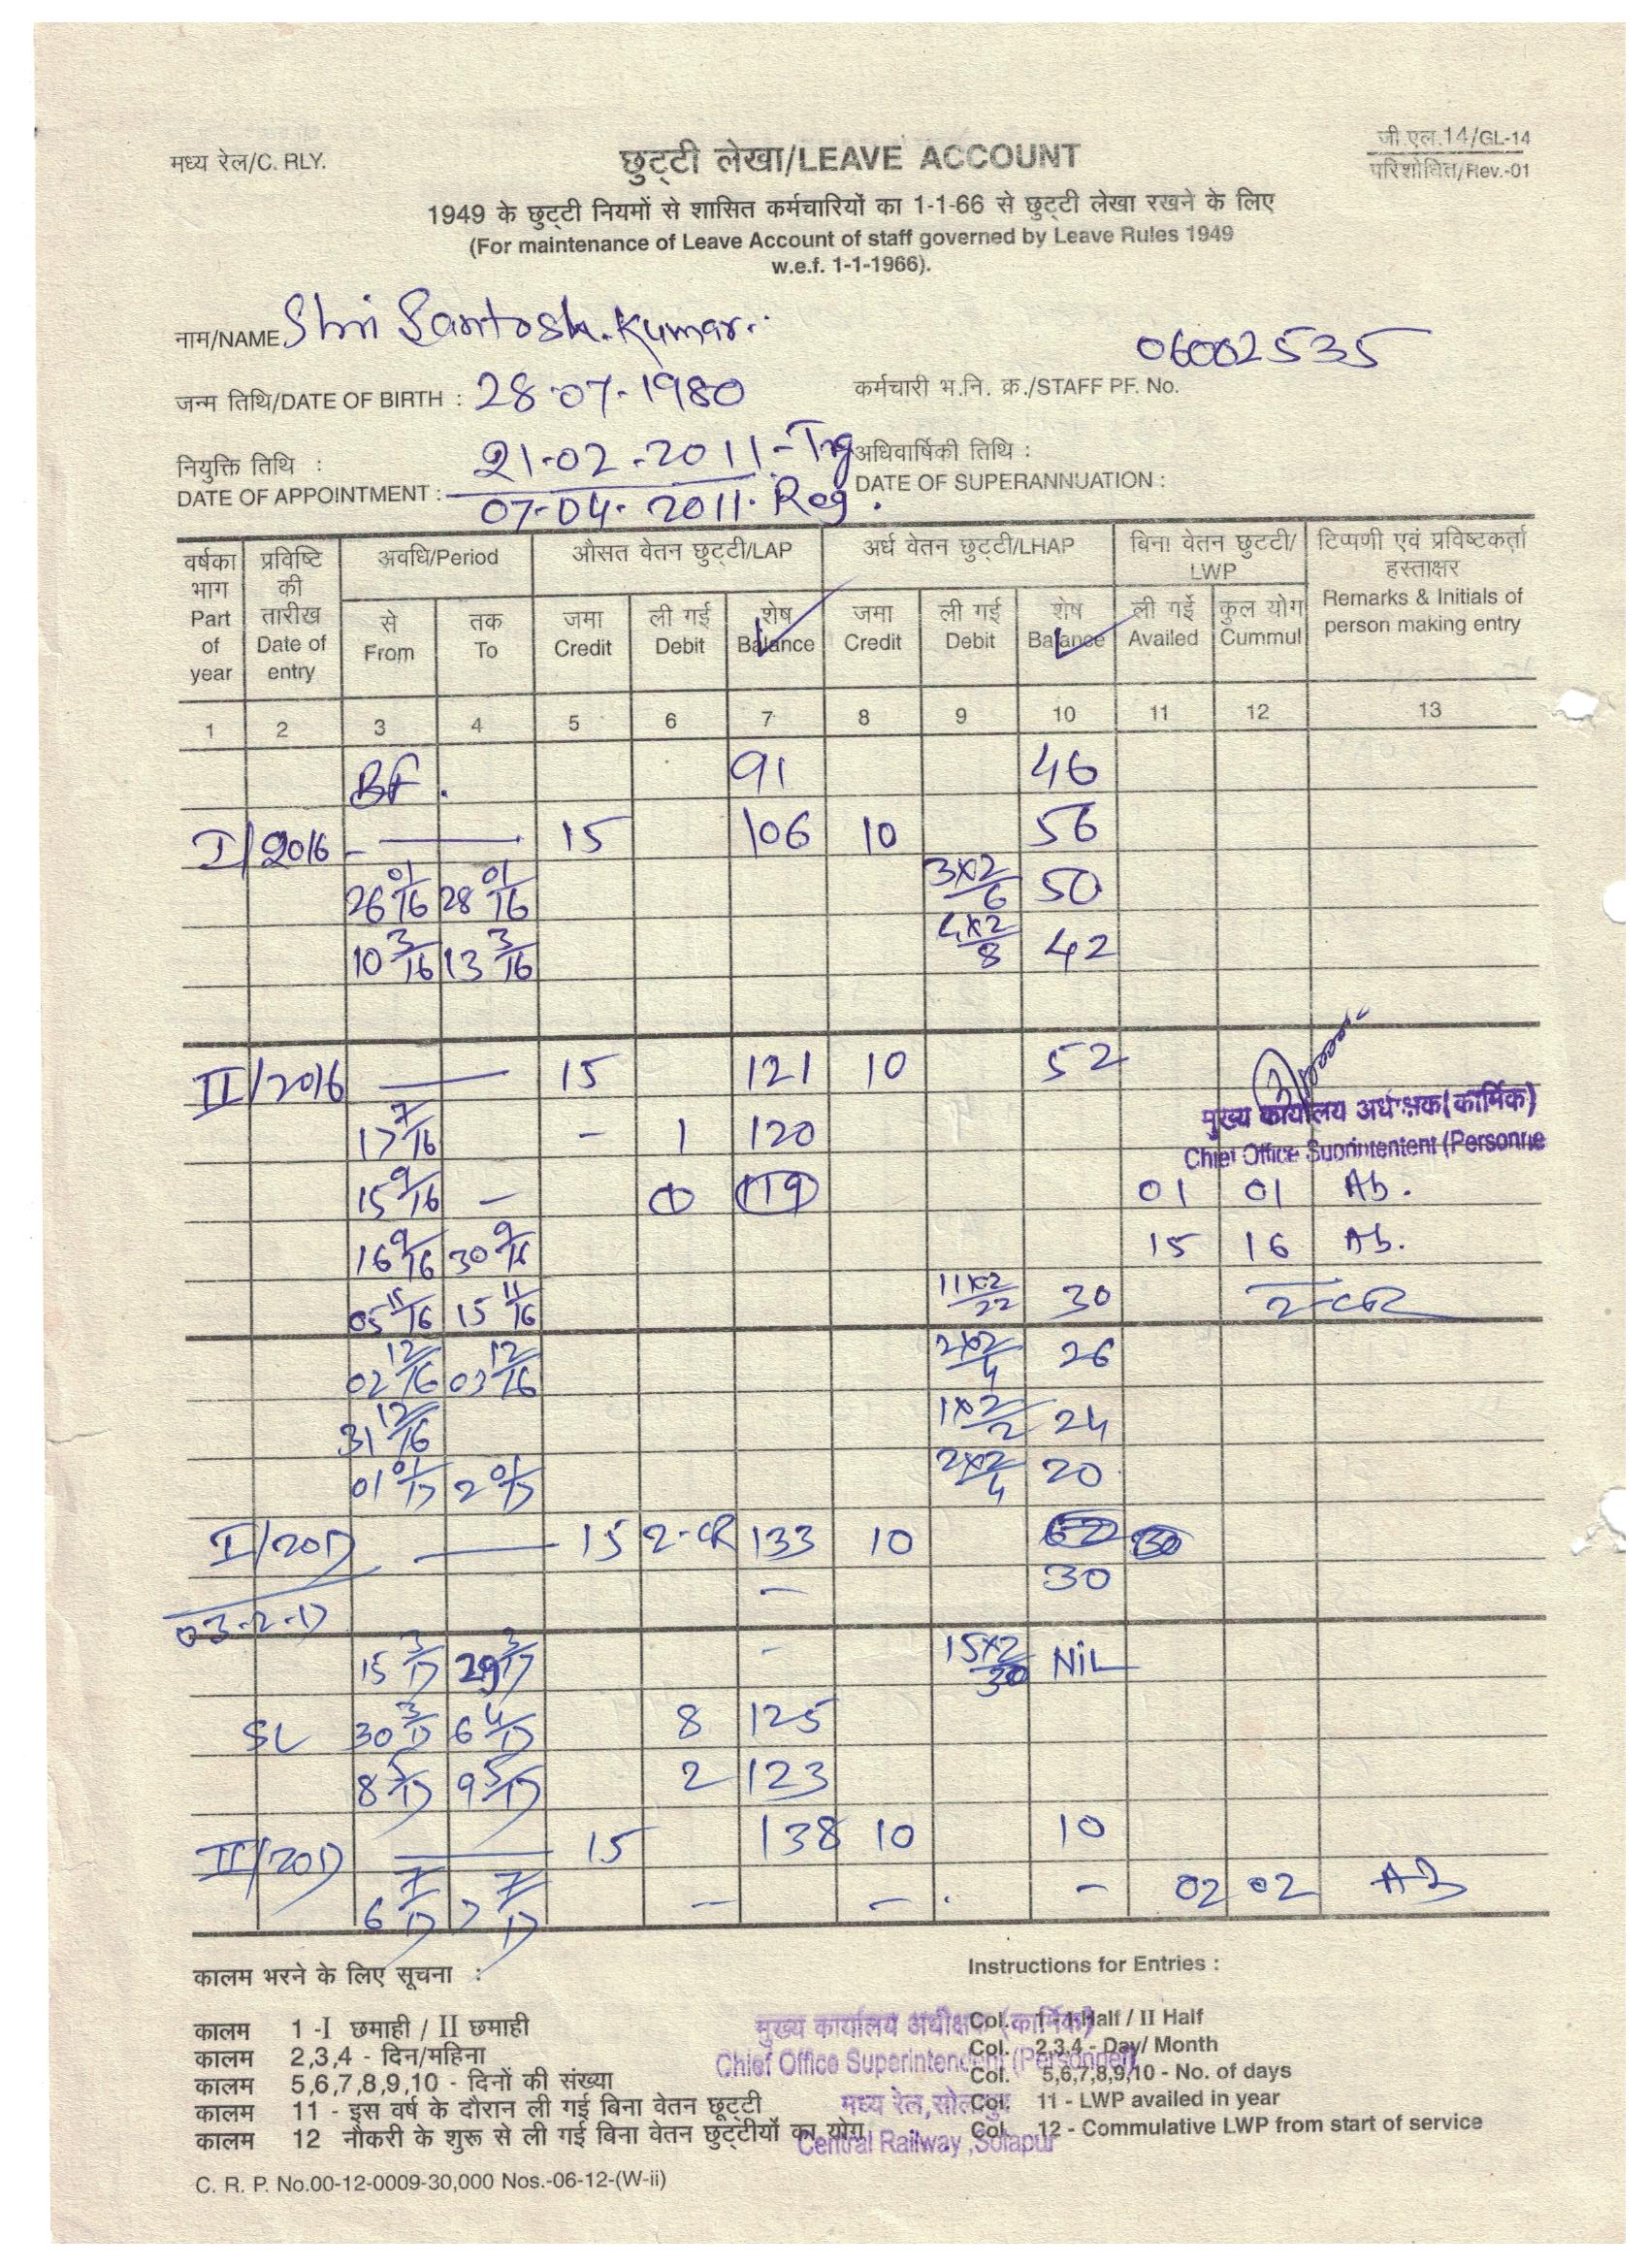 मध्य रेल/C. RLY.
छुट्टी लेखा/LEAVE ACCOUNT
जी एल.14/GL-14
परिशोवित/Rev.-01
1949 के छुट्टी नियमों से शासित कर्मचारियों का 1-1-66 से छुट्टी लेखा रखने के लिए
(For maintenance of Leave Account of staff governed by Leave Rules 1949
w.e.f. 1-1-1966).
नाम/NAME Shri Santosh Kumar
06002535
जन्म तिथि/DATE OF BIRTH : 28-07-1980
कर्मचारी भ.नि. क्र./STAFF PF. No.
नियुक्ति तिथि : 21-02-2011-Trg
अधिवार्षिकी तिथि :
DATE OF APPOINTMENT : 07-04-2011. Reg.
DATE OF SUPERANNUATION :
वर्षका भाग Part of year | प्रविष्टि की तारीख Date of entry | अवधि/Period | औसत वेतन छुट्टी/LAP | अर्ध वेतन छुट्टी/LHAP | बिना वेतन छुटटी/ LWP | टिप्पणी एवं प्रविष्टकर्ता हस्ताक्षर Remarks & Initials of person making entry
से From | तक To | जमा Credit | ली गई Debit | शेष Balance | जमा Credit | ली गई Debit | शेष Balance | ली गई Availed | कुल योग Cummul
1 2 3 4 5 6 7 8 9 10 11 12 13
BF. 91 46
I/2016 - — 15 106 10 56
26 01/16 28 01/16 3x2/6 50
10 3/16 13 3/16 4x2/8 42
II/2016 — 15 121 10 52
मुख्य कार्यालय अधीक्षक(कार्मिक)
17 7/16 - 1 120
Chief Office Suprintentent (Personne
15 9/16 — 1 119 01 01 Ab.
16 9/16 30 9/16 15 16 Ab.
05 11/16 15 11/16 11x2/22 30 2-CR
02 12/16 03 12/16 2x2/4 26
31 12/16 1x2/2 24
01 01/17 2 01/17 2x2/4 20
I/2017 — 15 2-CR 133 10 30
- 30
03-2-17
15 3/17 29 3/17 - 15x2/30 NIL
SL 30 3/17 6 4/17 8 125
8 5/17 9 5/17 2 123
II/2017 — 15 138 10 10
6 7/17 7 7/17 — — - 02 02 AB
कालम भरने के लिए सूचना :
Instructions for Entries :
कालम 1 -I छमाही / II छमाही
Col. 1 - I Half / II Half
कालम 2,3,4 - दिन/महिना
Col. 2,3,4 - Day/ Month
कालम 5,6,7,8,9,10 - दिनों की संख्या
Col. 5,6,7,8,9,10 - No. of days
कालम 11 - इस वर्ष के दौरान ली गई बिना वेतन छूट्टी
Col. 11 - LWP availed in year
कालम 12 नौकरी के शुरू से ली गई बिना वेतन छुट्टीयों का योग
Col. 12 - Commulative LWP from start of service
मुख्य कार्यालय अधीक्षक (कार्मिक)
Chief Office Superintendent (Personnel)
मध्य रेल, सोलापुर
Central Railway ,Solapur
C. R. P. No.00-12-0009-30,000 Nos.-06-12-(W-ii)